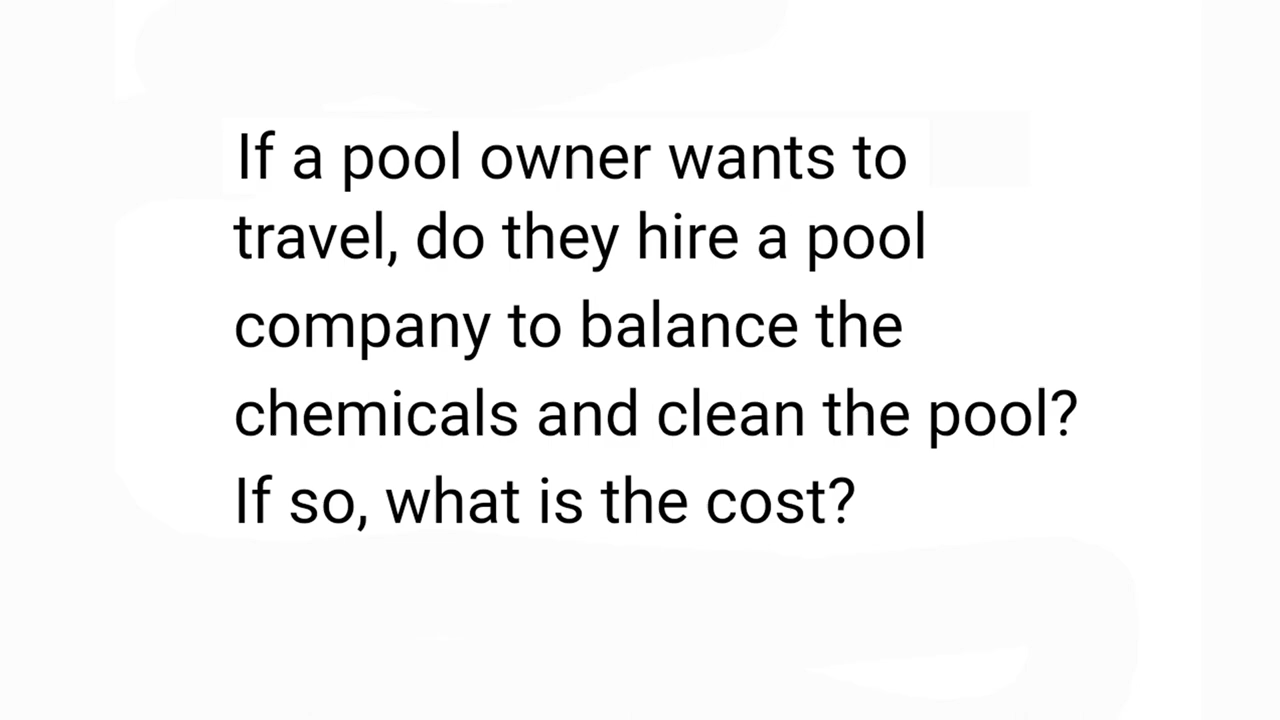 If a pool owner wants to
travel, do they hire a pool
company to balance the
chemicals and clean the pool?
If so, what is the cost?